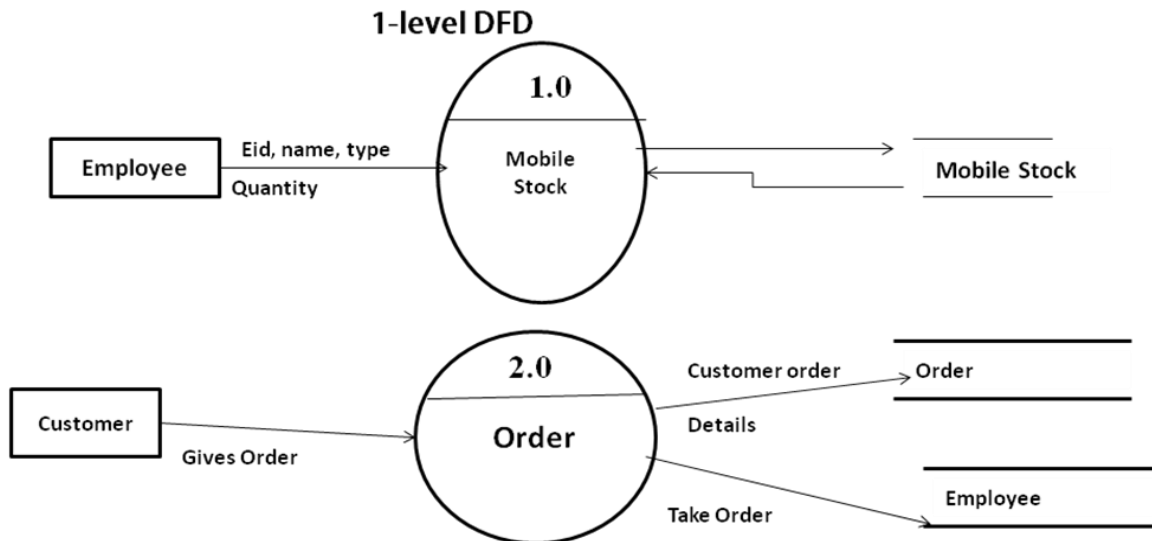 1-level DFD
1.0
Employee
Eid, name, type
Quantity
Mobile
Stock
Mobile Stock
2.0
Customer
Gives Order
Order
Customer order
Details
Order
Take Order
Employee